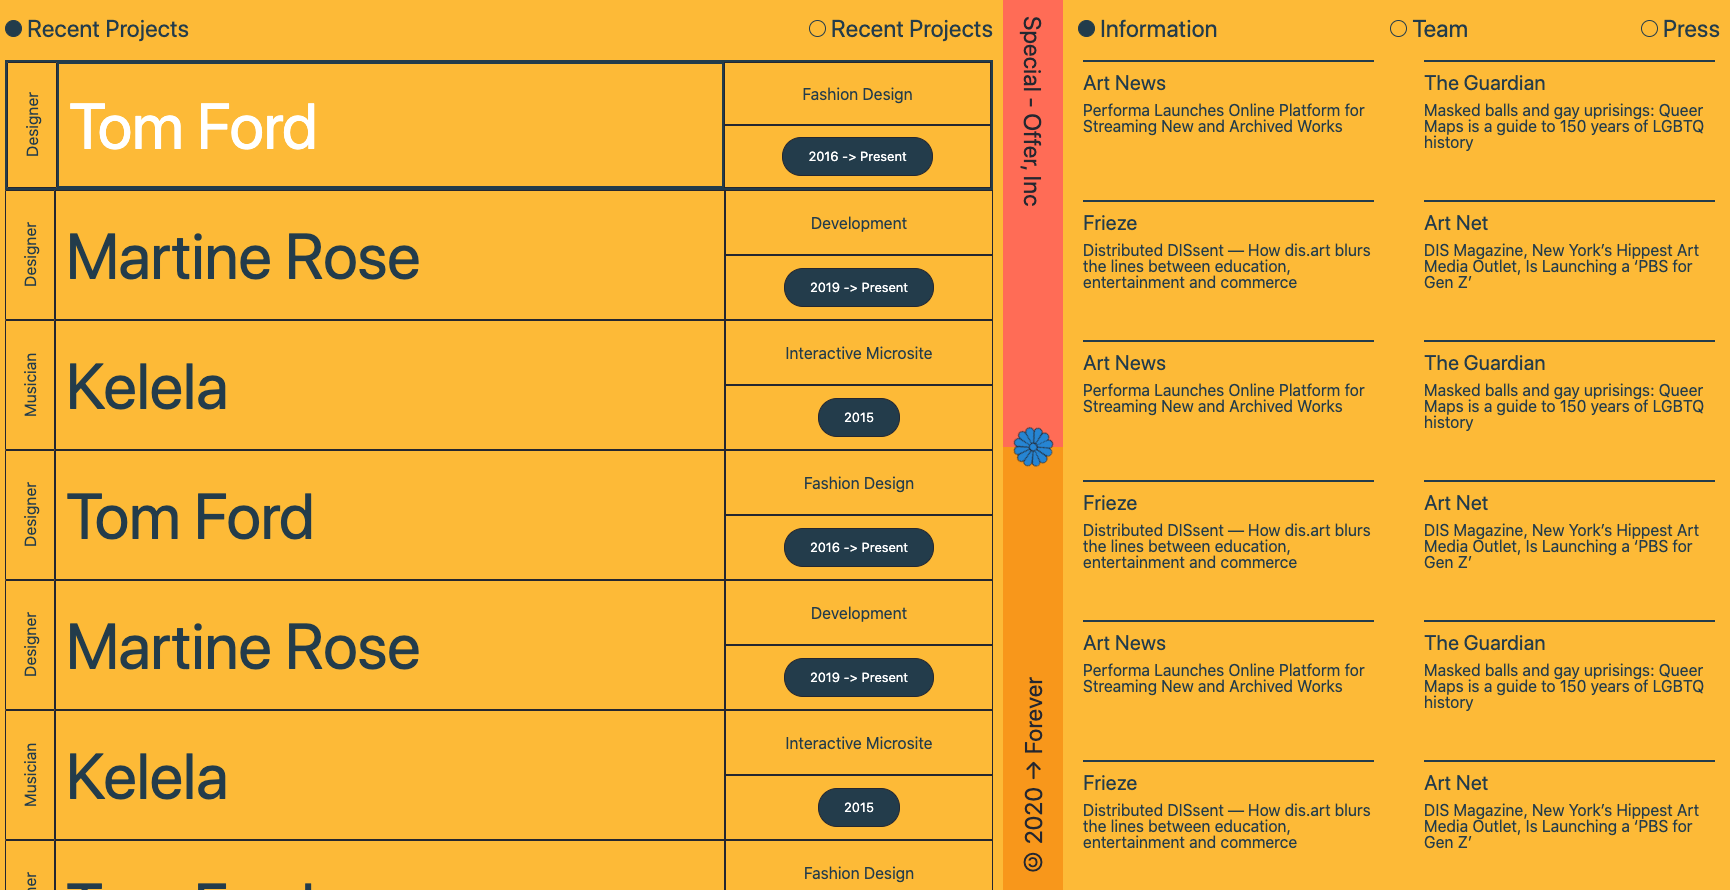 Recent Projects
Recent Projects
Designer
Tom Ford
Fashion Design
2016 -> Present
Designer
Martine Rose
Development
2019 -> Present
Musician
Kelela
Interactive Microsite
2015
Designer
Tom Ford
Fashion Design
2016 -> Present
Designer
Martine Rose
Development
2019 -> Present
Musician
Kelela
Interactive Microsite
2015
Fashion Design
Special - Offer, Inc
© 2020 → Forever
Information
Team
Press
Art News
Performa Launches Online Platform for
Streaming New and Archived Works
The Guardian
Masked balls and gay uprisings: Queer
Maps is a guide to 150 years of LGBTQ
history
Frieze
Distributed DISsent — How dis.art blurs
the lines between education,
entertainment and commerce
Art Net
DIS Magazine, New York’s Hippest Art
Media Outlet, Is Launching a ‘PBS for
Gen Z’
Art News
Performa Launches Online Platform for
Streaming New and Archived Works
The Guardian
Masked balls and gay uprisings: Queer
Maps is a guide to 150 years of LGBTQ
history
Frieze
Distributed DISsent — How dis.art blurs
the lines between education,
entertainment and commerce
Art Net
DIS Magazine, New York’s Hippest Art
Media Outlet, Is Launching a ‘PBS for
Gen Z’
Art News
Performa Launches Online Platform for
Streaming New and Archived Works
The Guardian
Masked balls and gay uprisings: Queer
Maps is a guide to 150 years of LGBTQ
history
Frieze
Distributed DISsent — How dis.art blurs
the lines between education,
entertainment and commerce
Art Net
DIS Magazine, New York’s Hippest Art
Media Outlet, Is Launching a ‘PBS for
Gen Z’